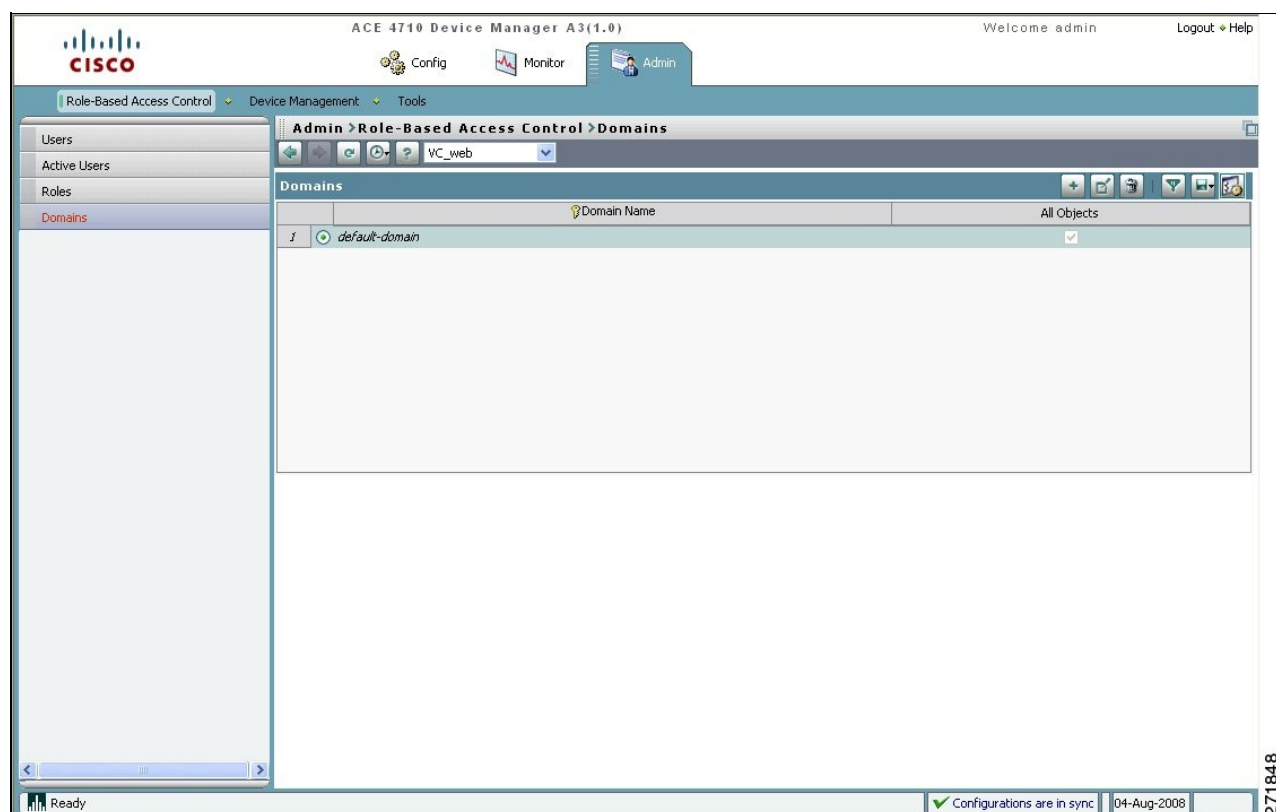 ACE 4710 Device Manager A3(1.0)
Welcome admin
Logout Help
CISCO
Config
Monitor
Admin
Role-Based Access Control
Device Management
Tools
Users
Active Users
Roles
Domains
Admin >Role-Based Access Control >Domains
?
VC_web
Domains
Domain Name
All Objects
1
default-domain
Ready
Configurations are in sync
04-Aug-2008
271848